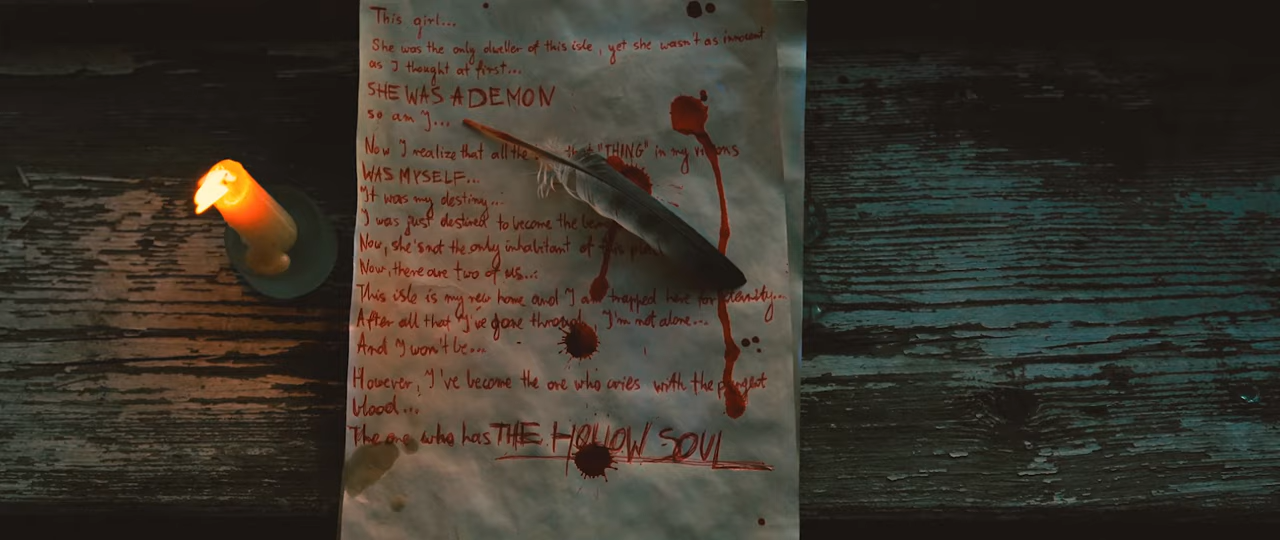 This girl...
She was the only dweller of this isle, yet she wasn't as innocent
as I thought at first...
SHE WAS A DEMON
so am I...
Now I realize that all the that "THING" in my visions
WAS MYSELF...
It was my destiny...
I was just destined to become the
Now, she's not the only inhabitant of this
Now, there are two of us...
This isle is my new home and I am trapped here for eternity...
After all that I've gone through, I'm not alone...
And I won't be...
However, I've become the one who cries with the purgest
blood...
The one who has THE HOLLOW SOUL